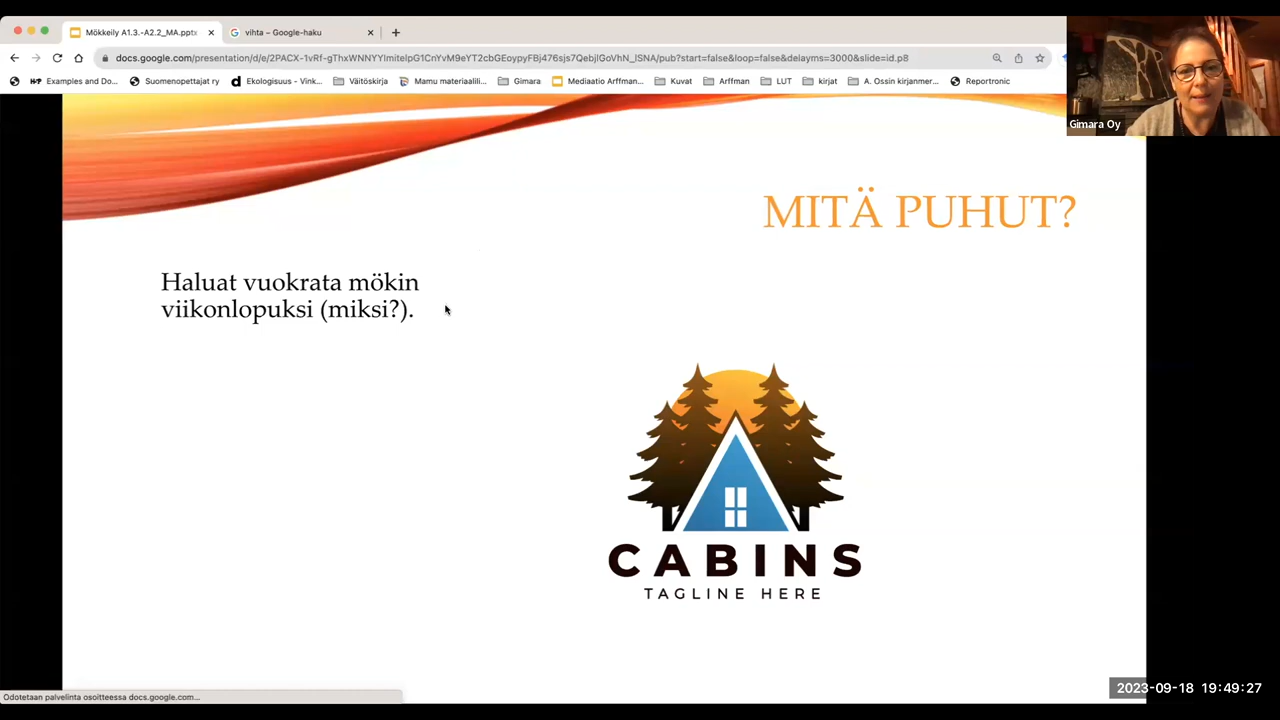 Mökkeily A1.3.-A2.2_MA.pptx
vihta – Google-haku
docs.google.com/presentation/d/e/2PACX-1vRf-gThxWNNYYlmitelpG1CnYvM9eYT2cbGEoypyFBj476sjs7QebjlGoVhN_lSNA/pub?start=false&loop=false&delayms=3000&slide=id.p8
Examples and Do...
Suomenopettajat ry
Ekologisuus - Vink...
Väitöskirja
Mamu materiaalili...
Gimara
Mediaatio Arffman...
Kuvat
Arffman
LUT
kirjat
A. Ossin kirjanmer...
Reportronic
Gimara Oy
MITÄ PUHUT?
Haluat vuokrata mökin
viikonlopuksi (miksi?).
CABINS
TAGLINE HERE
Odotetaan palvelinta osoitteessa docs.google.com...
2023-09-18 19:49:27